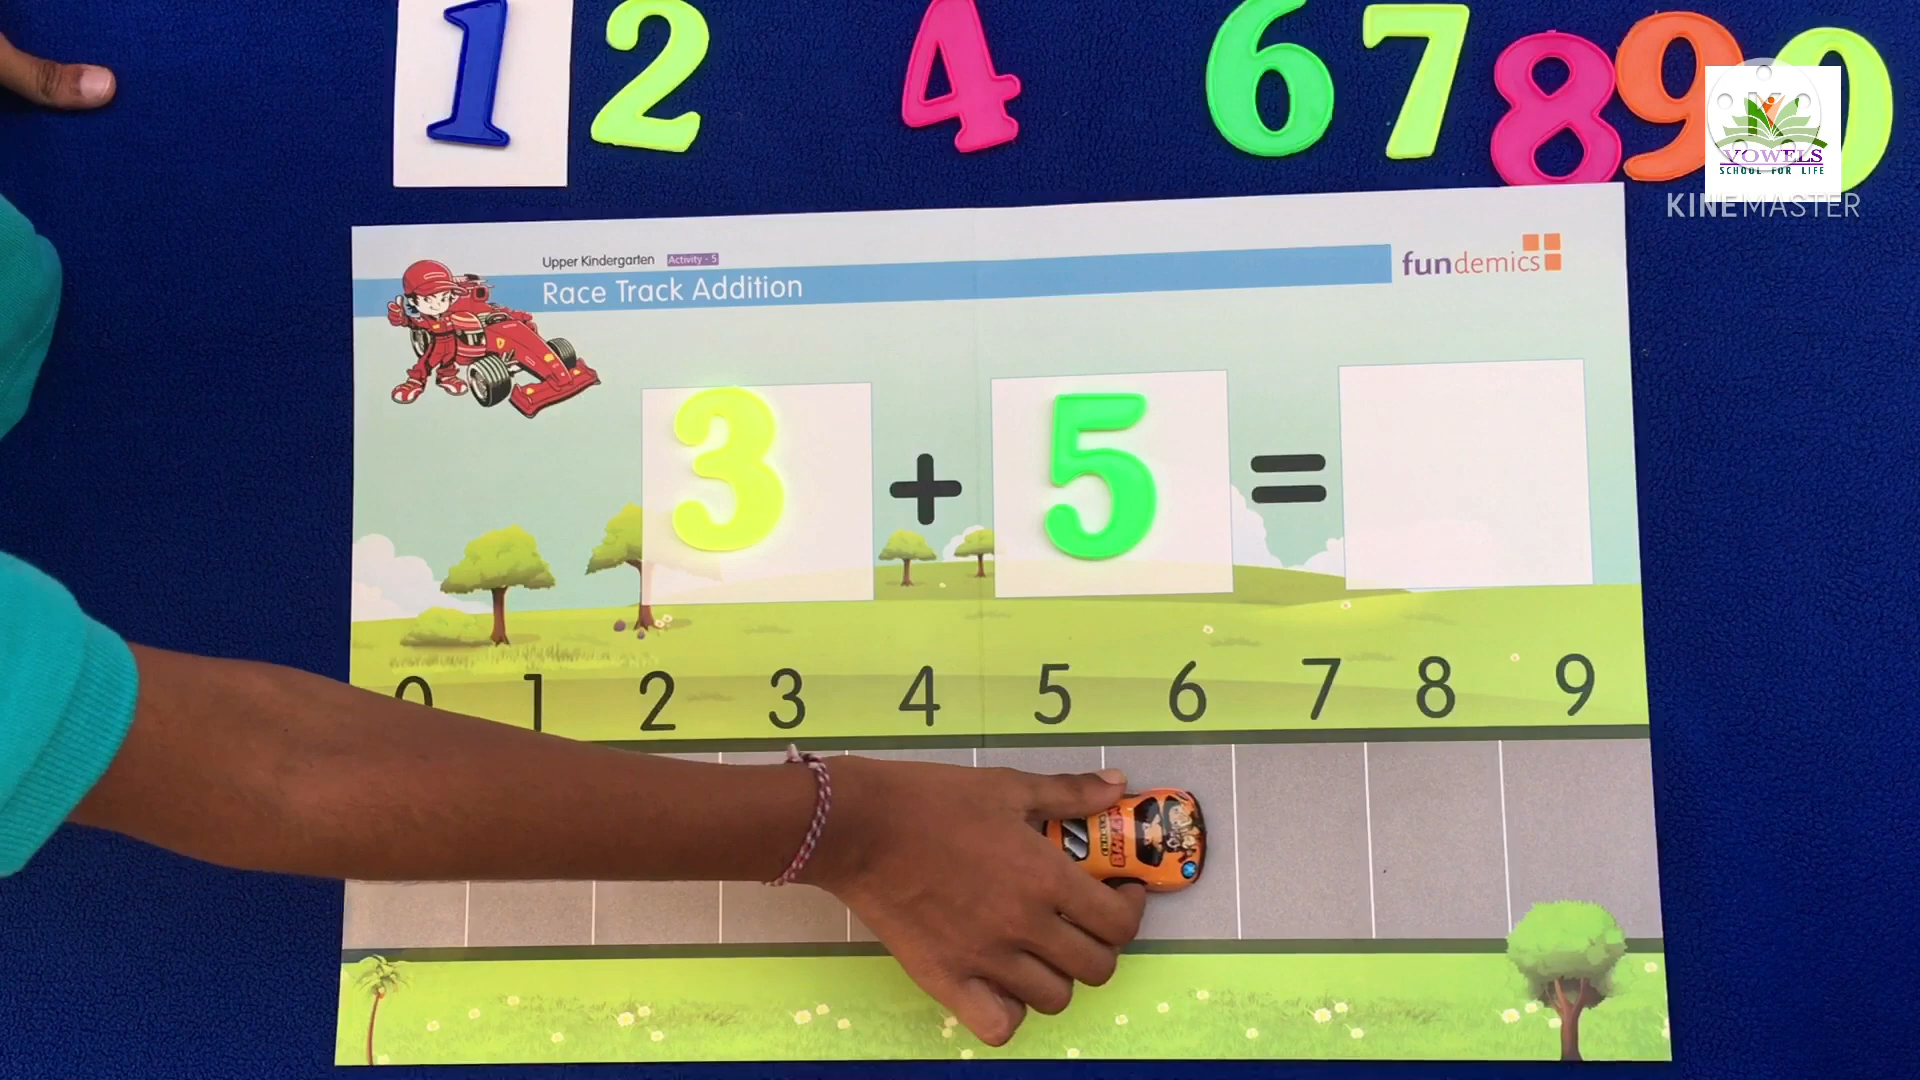 1 2 4 6 7 8 9 0
VOWELS
SCHOOL FOR LIFE
KINEMASTER
Upper Kindergarten Activity - 5
Race Track Addition
fundemics
3 + 5 =
0 1 2 3 4 5 6 7 8 9